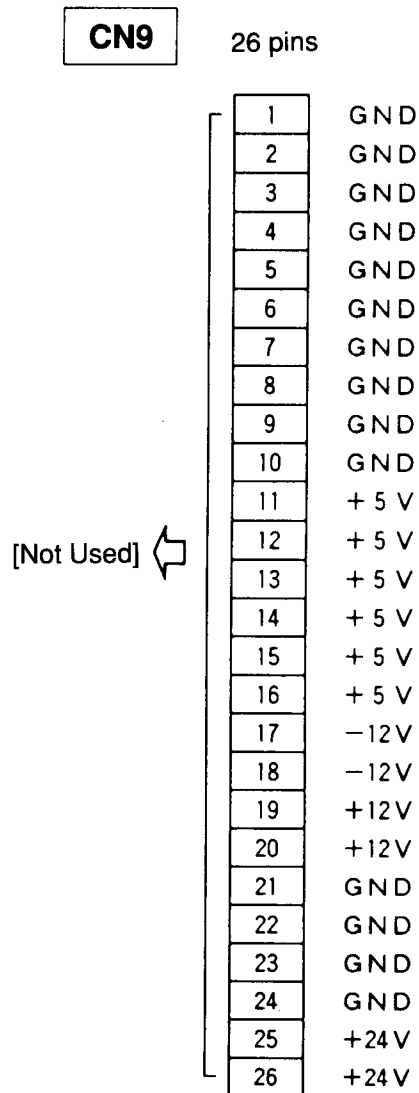 CN9 26 pins
1 GND
2 GND
3 GND
4 GND
5 GND
6 GND
7 GND
8 GND
9 GND
10 GND
11 +5 V
[Not Used] 12 +5 V
13 +5 V
14 +5 V
15 +5 V
16 +5 V
17 −12V
18 −12V
19 +12V
20 +12V
21 GND
22 GND
23 GND
24 GND
25 +24V
26 +24V